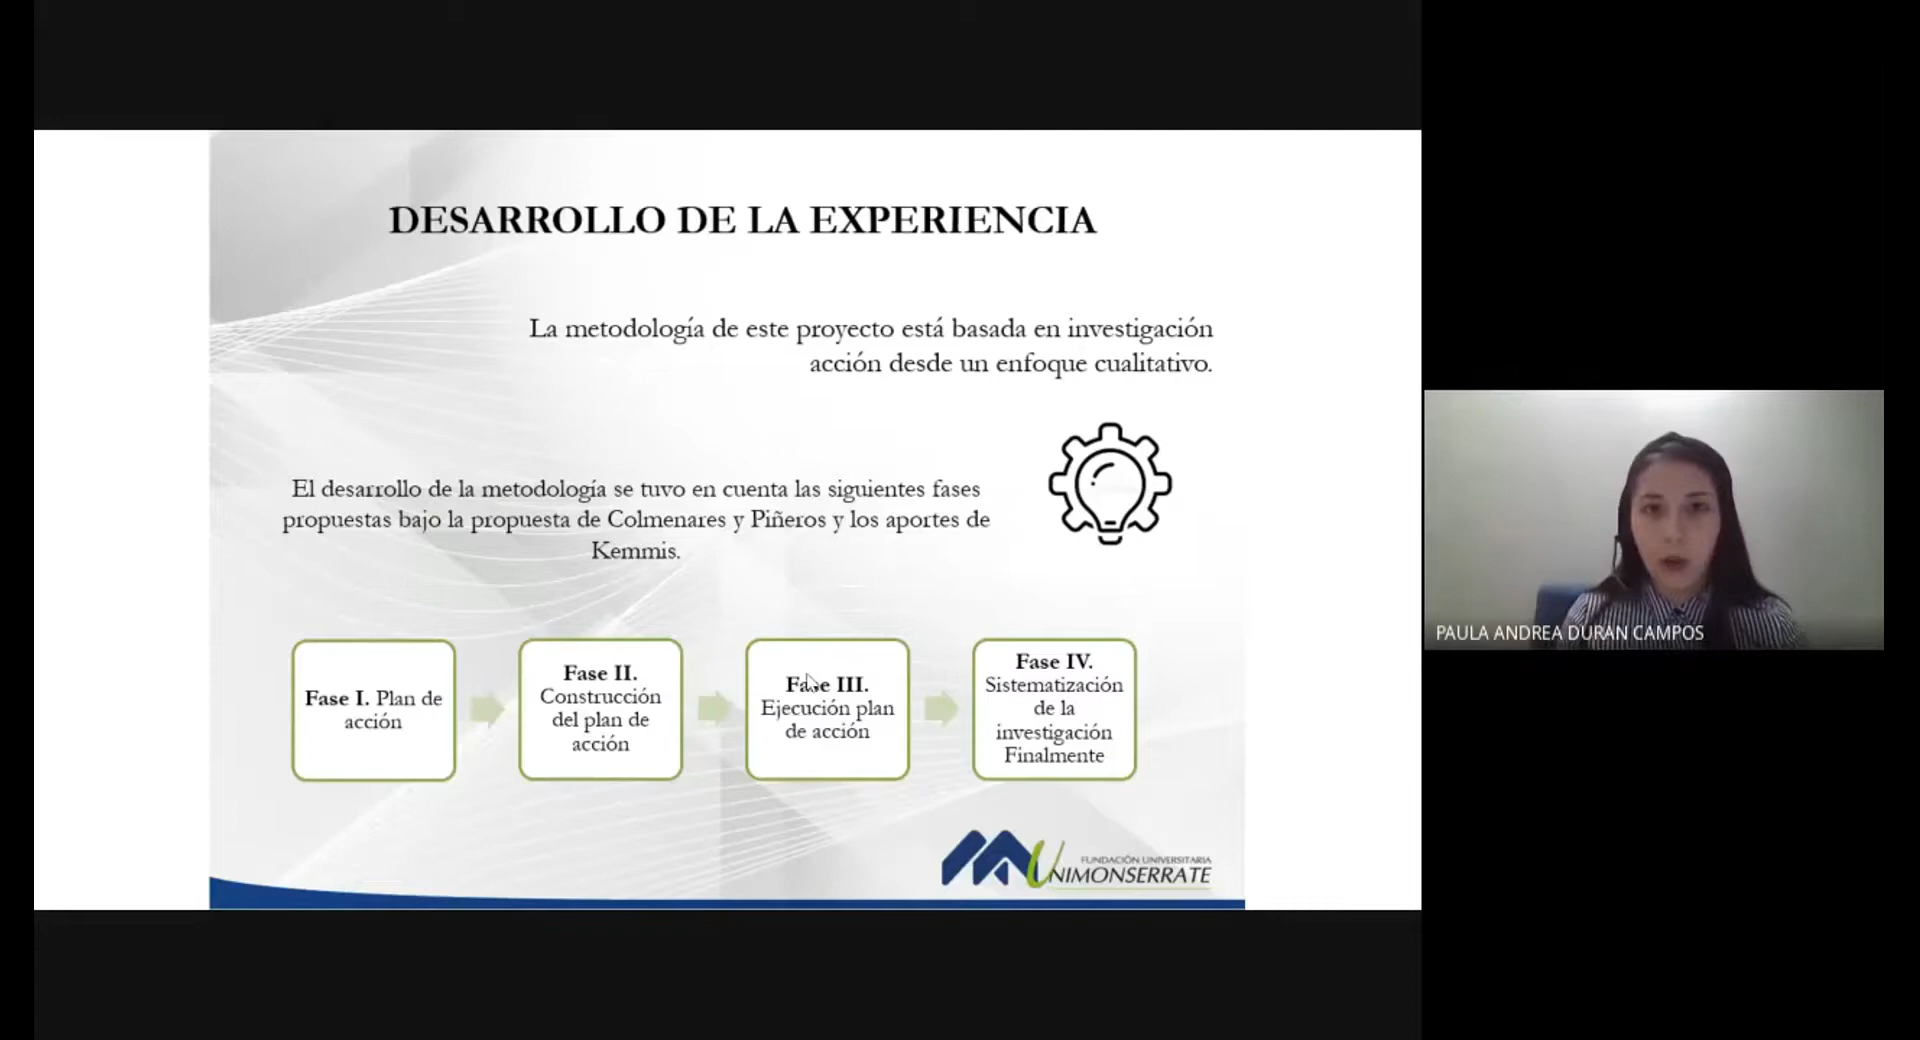 DESARROLLO DE LA EXPERIENCIA
La metodología de este proyecto está basada en investigación
acción desde un enfoque cualitativo.
El desarrollo de la metodología se tuvo en cuenta las siguientes fases
propuestas bajo la propuesta de Colmenares y Piñeros y los aportes de
Kemmis.
Fase I. Plan de
acción
Fase II.
Construcción
del plan de
acción
Fase III.
Ejecución plan
de acción
Fase IV.
Sistematización
de la
investigación
Finalmente
FUNDACIÓN UNIVERSITARIA
UNIMONSERRATE
PAULA ANDREA DURAN CAMPOS